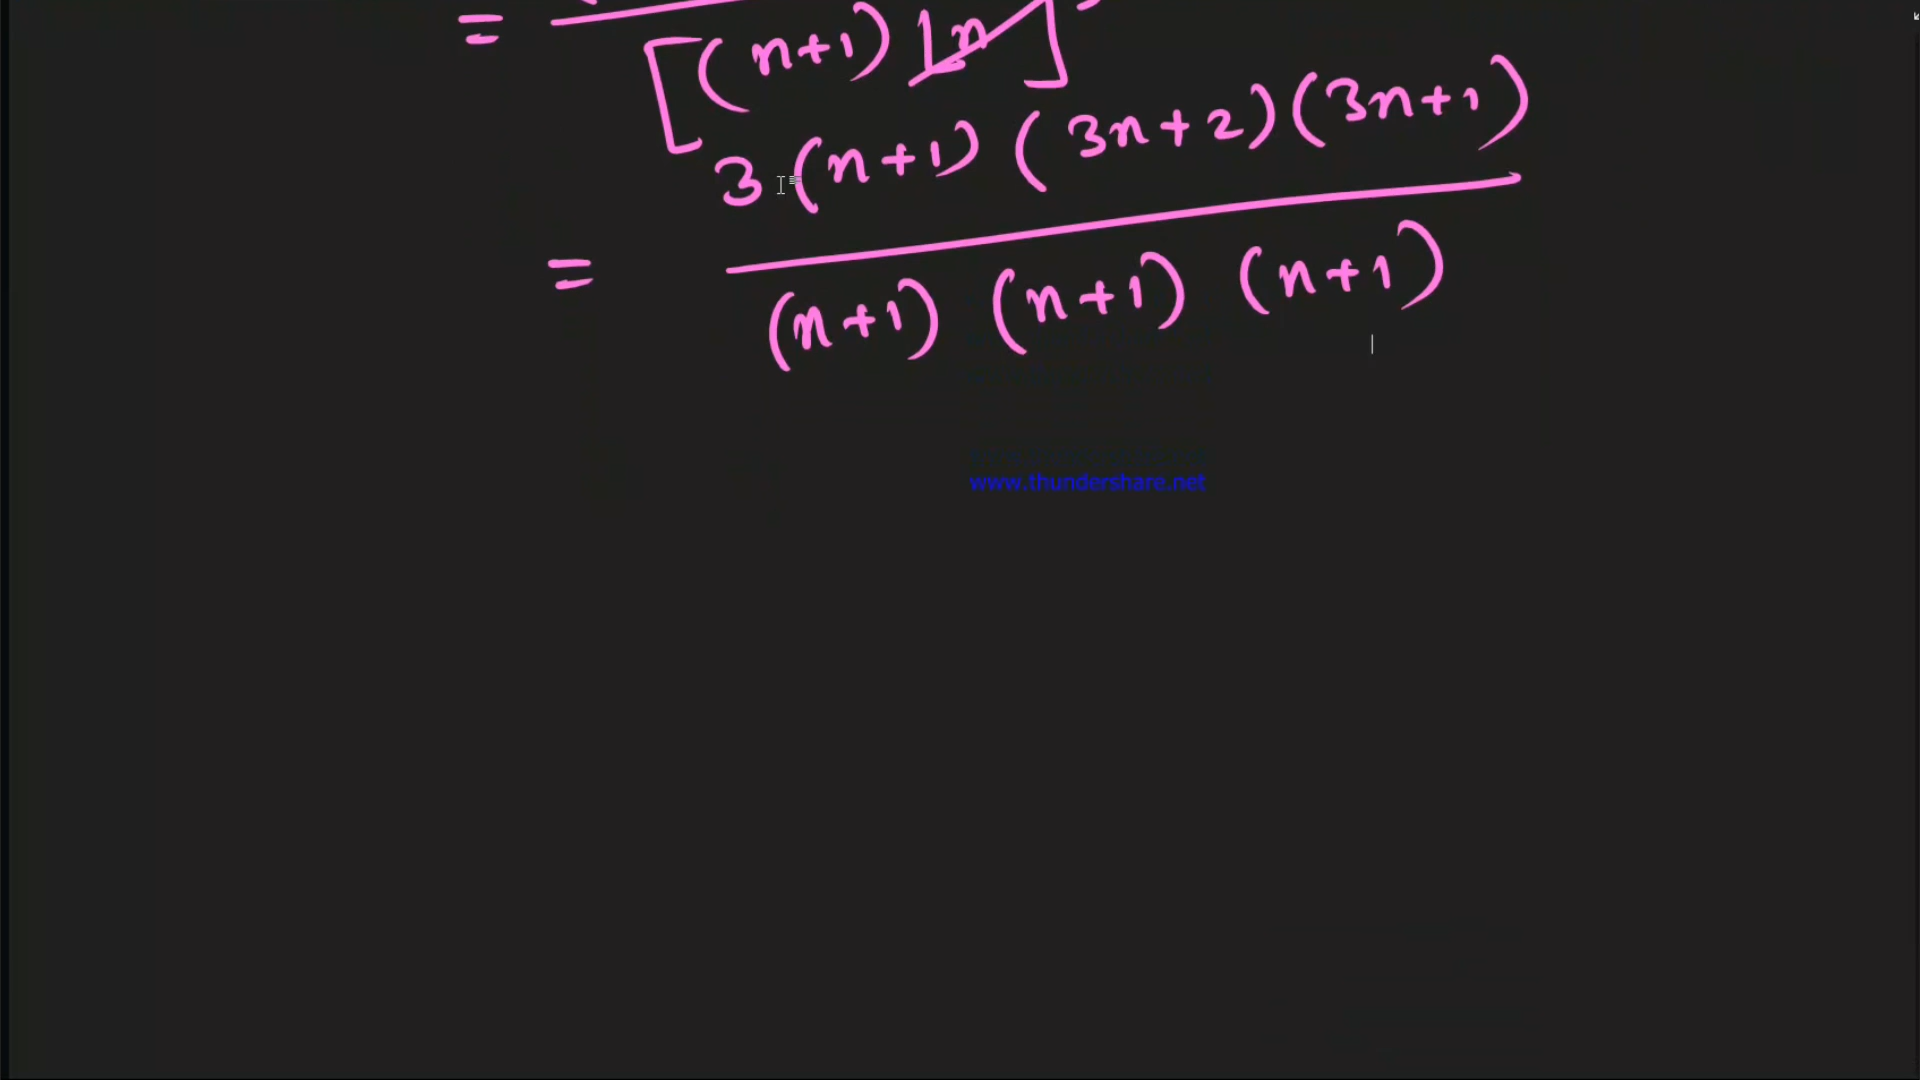 =
[(n+1) |n]
3 (n+1) (3n+2) (3n+1)
=
(n+1) (n+1) (n+1)
www.thundershare.net